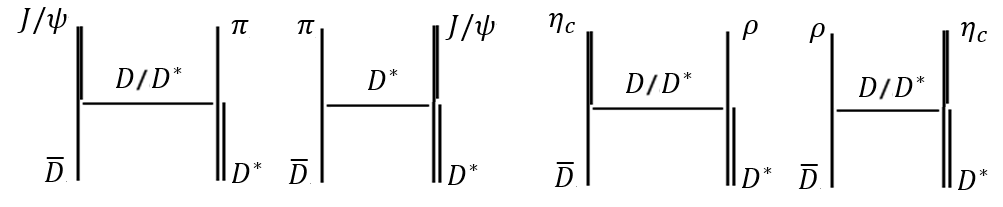 J/ψ π π J/ψ η_c ρ ρ η_c
D/D* D* D/D* D/D*
D̅ D* D̅ D* D̅ D* D̅ D*